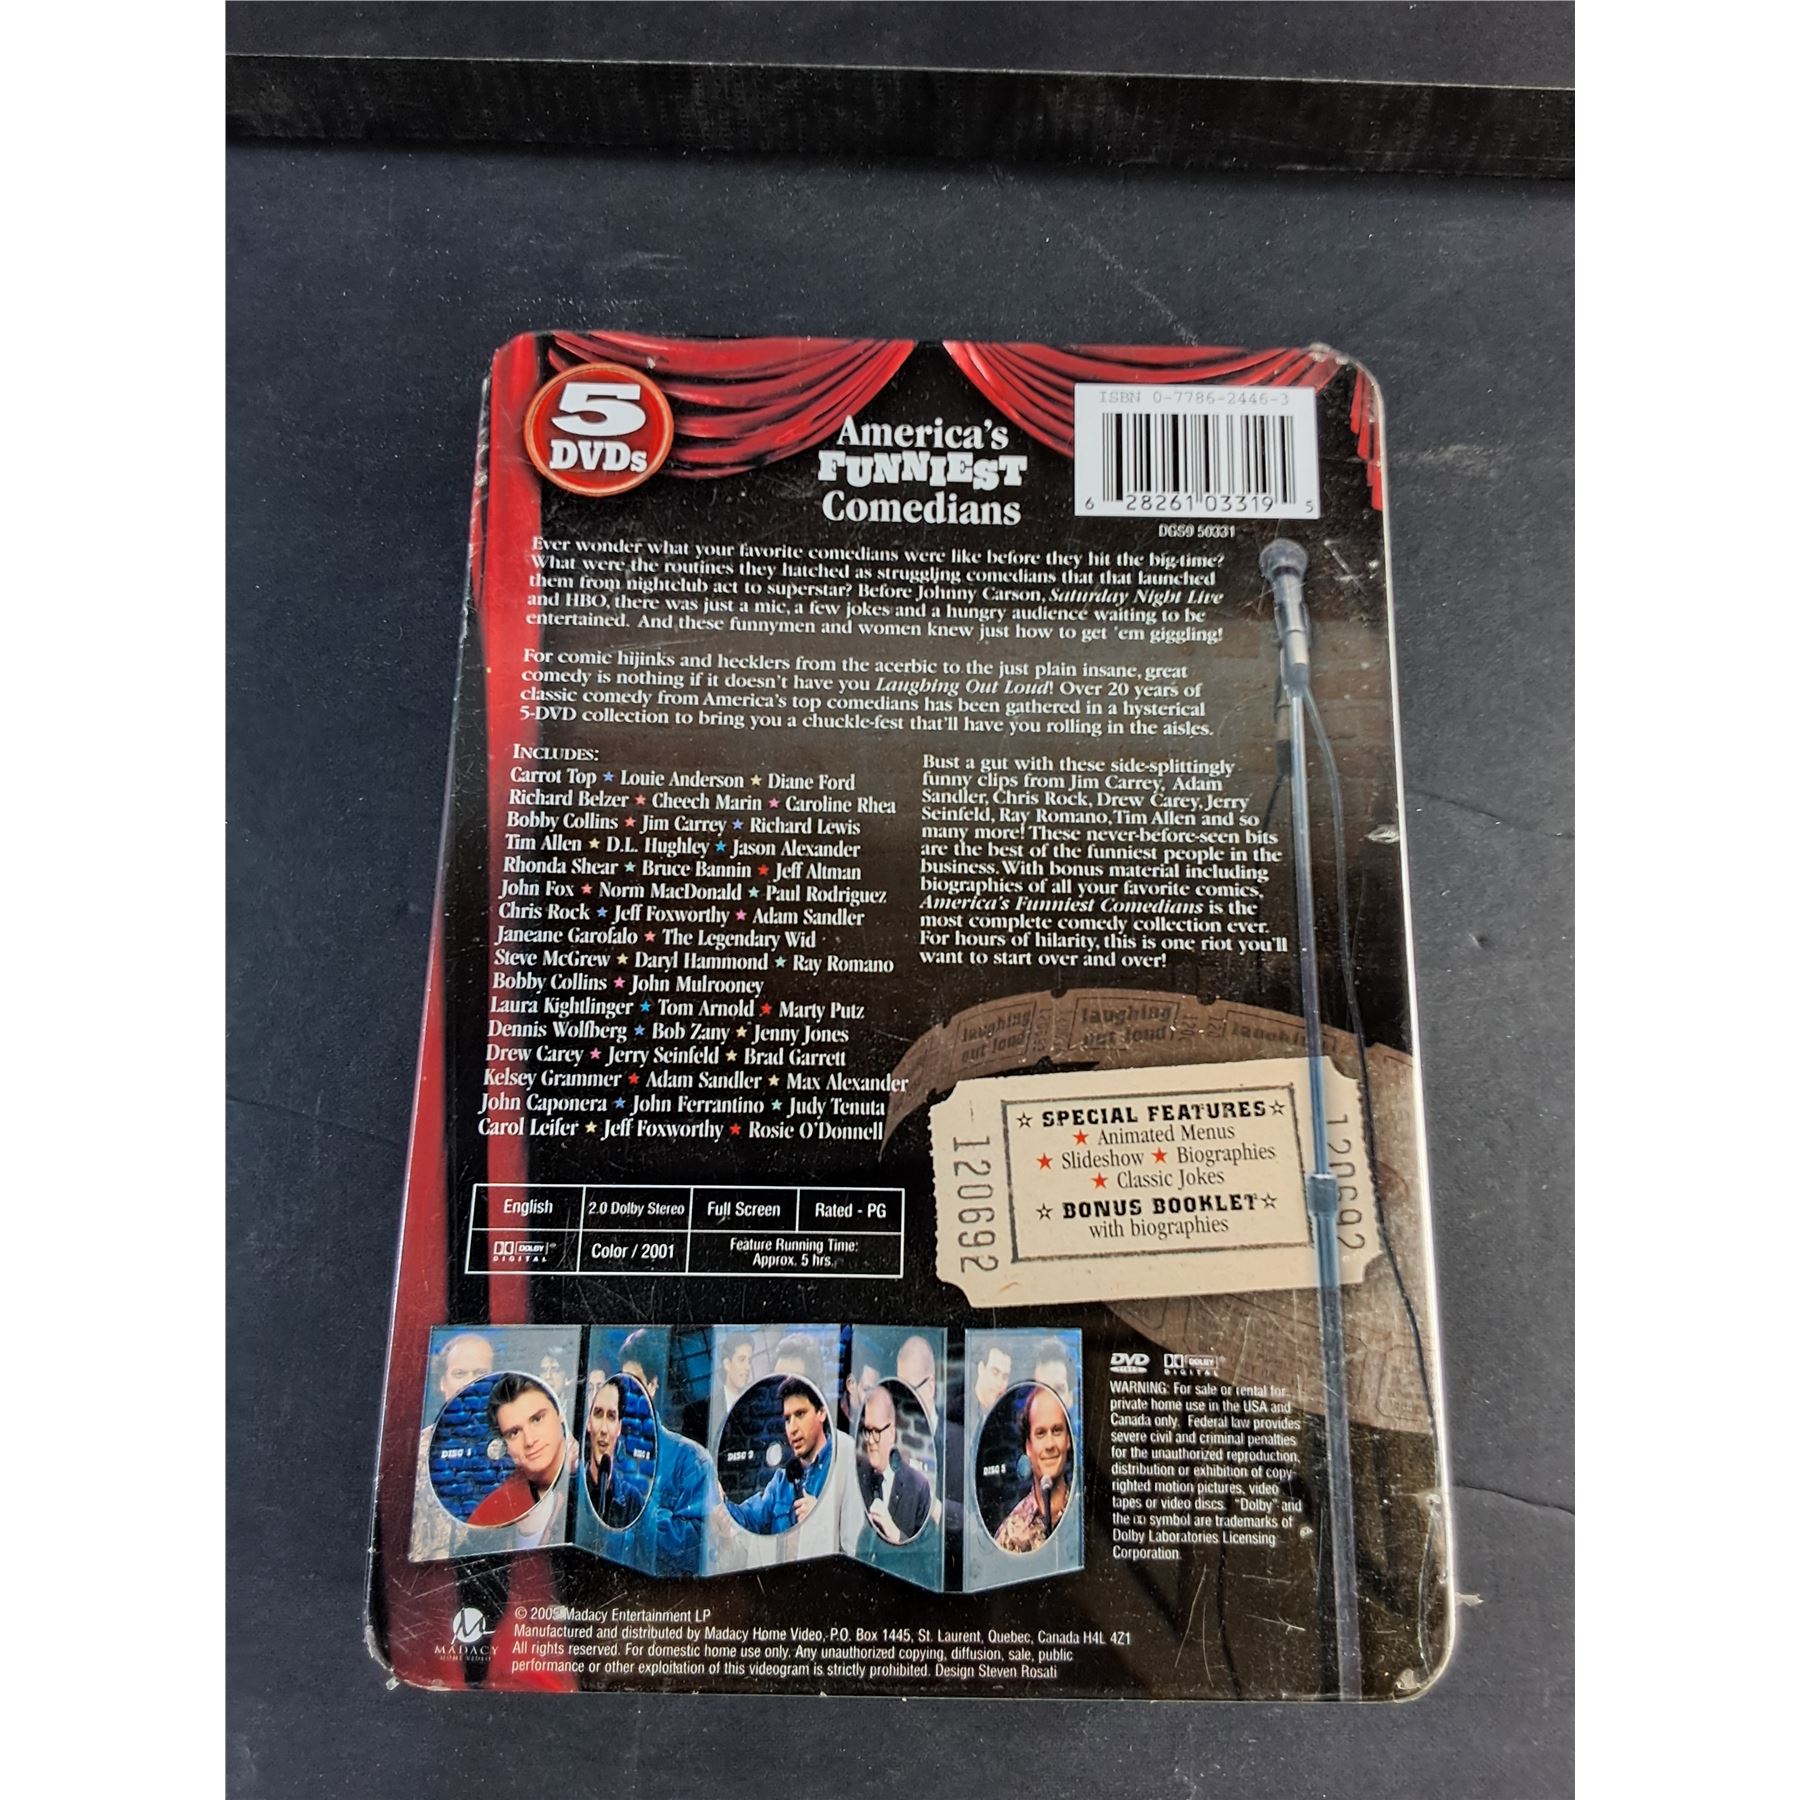 5
DVDs
America's
FUNNIEST
Comedians
ISBN 0-7786-2446-3
6 28261 03319 5
DGS9 50331
Ever wonder what your favorite comedians were like before they hit the big-time?
What were the routines they hatched as struggling comedians that that launched
them from nightclub act to superstar? Before Johnny Carson, Saturday Night Live
and HBO, there was just a mic, a few jokes and a hungry audience waiting to be
entertained. And these funnymen and women knew just how to get 'em giggling!
For comic hijinks and hecklers from the acerbic to the just plain insane, great
comedy is nothing if it doesn't have you Laughing Out Loud! Over 20 years of
classic comedy from America's top comedians has been gathered in a hysterical
5-DVD collection to bring you a chuckle-fest that'll have you rolling in the aisles.
INCLUDES:
Carrot Top ★ Louie Anderson ★ Diane Ford
Richard Belzer ★ Cheech Marin ★ Caroline Rhea
Bobby Collins ★ Jim Carrey ★ Richard Lewis
Tim Allen ★ D.L. Hughley ★ Jason Alexander
Rhonda Shear ★ Bruce Bannin ★ Jeff Altman
John Fox ★ Norm MacDonald ★ Paul Rodriguez
Chris Rock ★ Jeff Foxworthy ★ Adam Sandler
Janeane Garofalo ★ The Legendary Wid
Steve McGrew ★ Daryl Hammond ★ Ray Romano
Bobby Collins ★ John Mulrooney
Laura Kightlinger ★ Tom Arnold ★ Marty Putz
Dennis Wolfberg ★ Bob Zany ★ Jenny Jones
Drew Carey ★ Jerry Seinfeld ★ Brad Garrett
Kelsey Grammer ★ Adam Sandler ★ Max Alexander
John Caponera ★ John Ferrantino ★ Judy Tenuta
Carol Leifer ★ Jeff Foxworthy ★ Rosie O'Donnell
Bust a gut with these side-splittingly
funny clips from Jim Carrey, Adam
Sandler, Chris Rock, Drew Carey, Jerry
Seinfeld, Ray Romano, Tim Allen and so
many more! These never-before-seen bits
are the best of the funniest people in the
business. With bonus material including
biographies of all your favorite comics,
America's Funniest Comedians is the
most complete comedy collection ever.
For hours of hilarity, this is one riot you'll
want to start over and over!
laughing out loud
laughing out loud
laughing
120692
☆ SPECIAL FEATURES ☆
★ Animated Menus
★ Slideshow ★ Biographies
★ Classic Jokes
☆ BONUS BOOKLET ☆
with biographies
120692
English
2.0 Dolby Stereo
Full Screen
Rated - PG
DOLBY
DIGITAL
Color / 2001
Feature Running Time:
Approx. 5 hrs.
DISC 1
DISC 3
DISC 5
DVD
VIDEO
DOLBY
DIGITAL
WARNING: For sale or rental for
private home use in the USA and
Canada only. Federal law provides
severe civil and criminal penalties
for the unauthorized reproduction,
distribution or exhibition of copy-
righted motion pictures, video
tapes or video discs. "Dolby" and
the DD symbol are trademarks of
Dolby Laboratories Licensing
Corporation.
MADACY
HOME VIDEO
© 2005 Madacy Entertainment LP
Manufactured and distributed by Madacy Home Video, P.O. Box 1445, St. Laurent, Quebec, Canada H4L 4Z1
All rights reserved. For domestic home use only. Any unauthorized copying, diffusion, sale, public
performance or other exploitation of this videogram is strictly prohibited. Design Steven Rosati